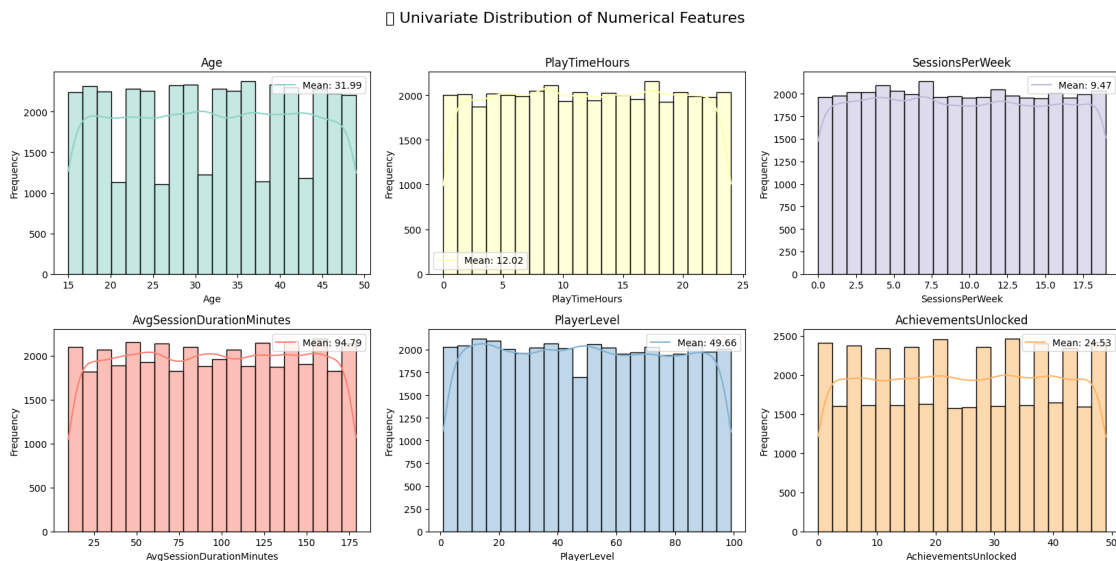 ▯ Univariate Distribution of Numerical Features
Age
Mean: 31.99
Frequency
2000
1500
1000
500
0
15 20 25 30 35 40 45 50
Age
PlayTimeHours
Mean: 12.02
Frequency
2000
1500
1000
500
0
0 5 10 15 20 25
PlayTimeHours
SessionsPerWeek
Mean: 9.47
Frequency
2000
1750
1500
1250
1000
750
500
250
0
0.0 2.5 5.0 7.5 10.0 12.5 15.0 17.5
SessionsPerWeek
AvgSessionDurationMinutes
Mean: 94.79
Frequency
2000
1500
1000
500
0
25 50 75 100 125 150 175
AvgSessionDurationMinutes
PlayerLevel
Mean: 49.66
Frequency
2000
1750
1500
1250
1000
750
500
250
0
0 20 40 60 80 100
PlayerLevel
AchievementsUnlocked
Mean: 24.53
Frequency
2500
2000
1500
1000
500
0
0 10 20 30 40 50
AchievementsUnlocked